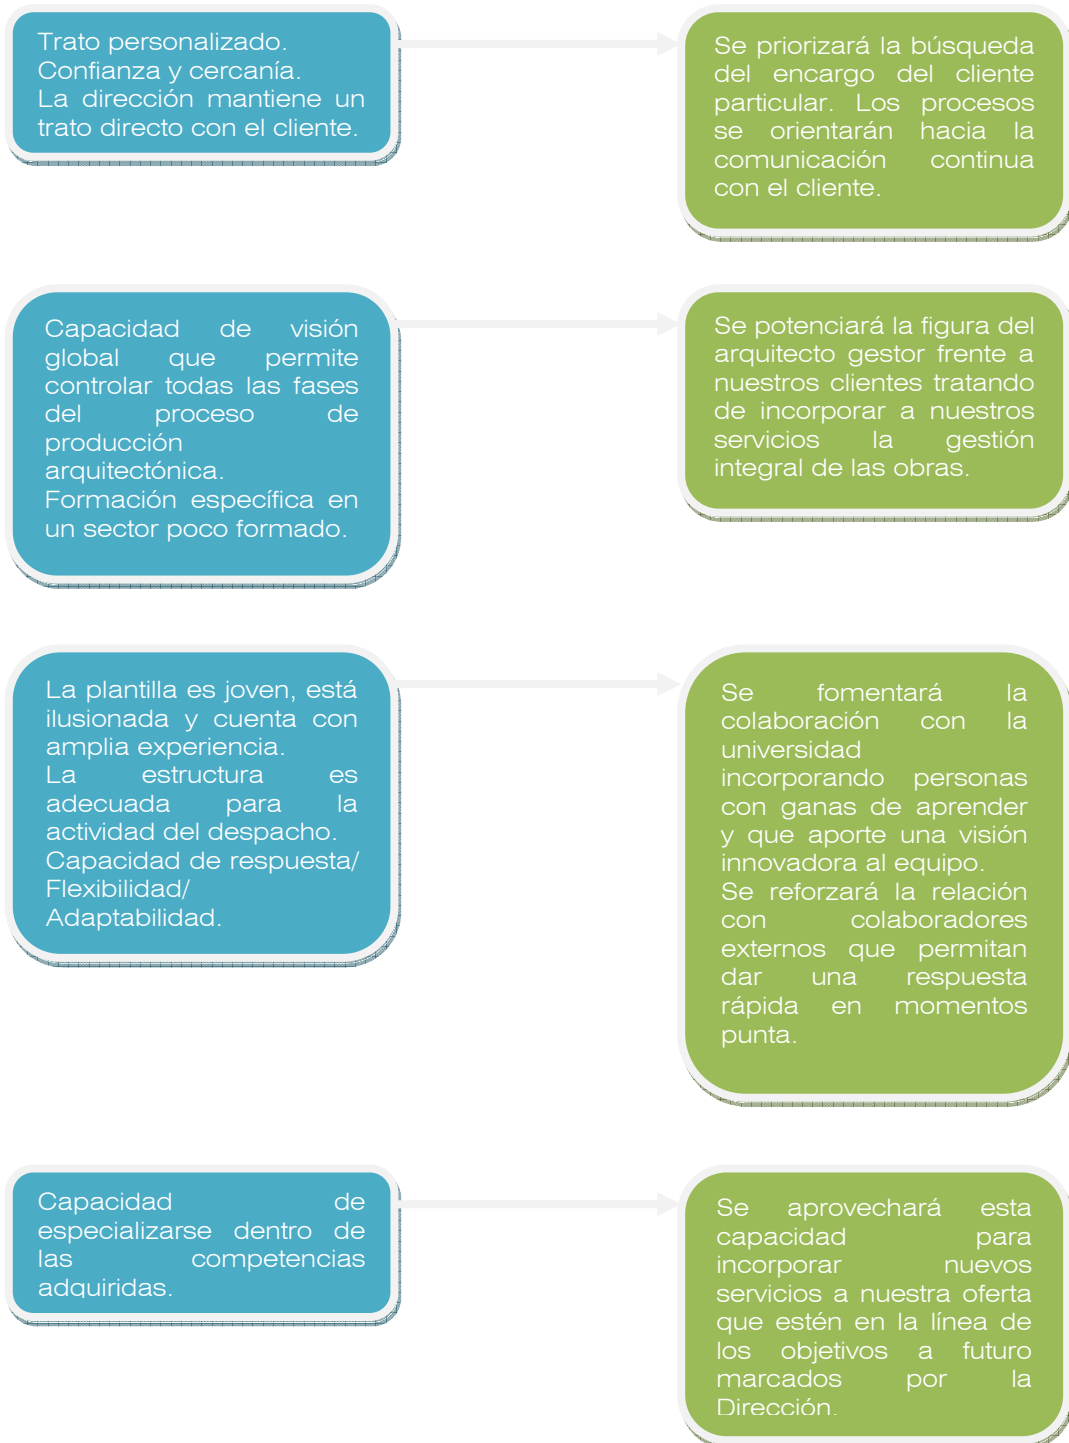 Trato personalizado.
Confianza y cercanía.
La dirección mantiene un
trato directo con el cliente.
Se priorizará la búsqueda
del encargo del cliente
particular. Los procesos
se orientarán hacia la
comunicación continua
con el cliente.
Capacidad de visión
global que permite
controlar todas las fases
del proceso de
producción
arquitectónica.
Formación específica en
un sector poco formado.
Se potenciará la figura del
arquitecto gestor frente a
nuestros clientes tratando
de incorporar a nuestros
servicios la gestión
integral de las obras.
La plantilla es joven, está
ilusionada y cuenta con
amplia experiencia.
La estructura es
adecuada para la
actividad del despacho.
Capacidad de respuesta/
Flexibilidad/
Adaptabilidad.
Se fomentará la
colaboración con la
universidad
incorporando personas
con ganas de aprender
y que aporte una visión
innovadora al equipo.
Se reforzará la relación
con colaboradores
externos que permitan
dar una respuesta
rápida en momentos
punta.
Capacidad de
especializarse dentro de
las competencias
adquiridas.
Se aprovechará esta
capacidad para
incorporar nuevos
servicios a nuestra oferta
que estén en la línea de
los objetivos a futuro
marcados por la
Dirección.